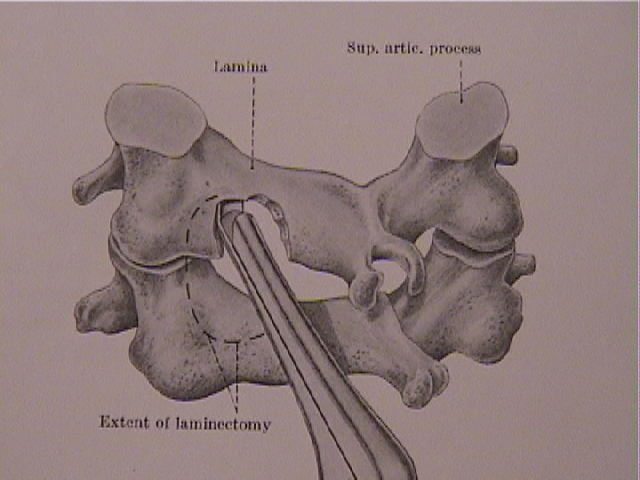 Sup. artic. process
Lamina
Extent of laminectomy